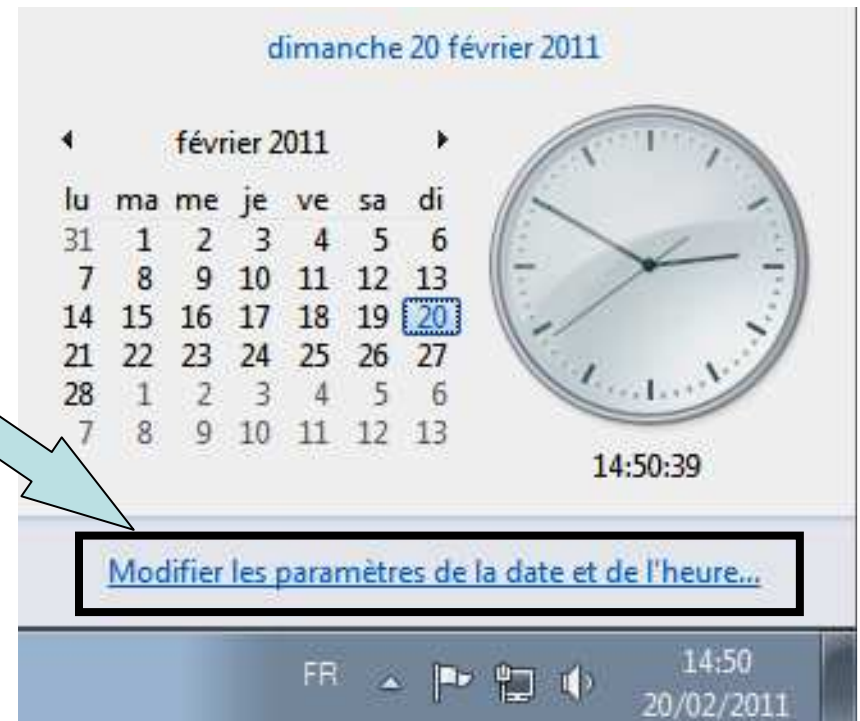 dimanche 20 février 2011
février 2011
lu ma me je ve sa di
31 1 2 3 4 5 6
7 8 9 10 11 12 13
14 15 16 17 18 19 20
21 22 23 24 25 26 27
28 1 2 3 4 5 6
7 8 9 10 11 12 13
14:50:39
Modifier les paramètres de la date et de l'heure...
FR
14:50
20/02/2011